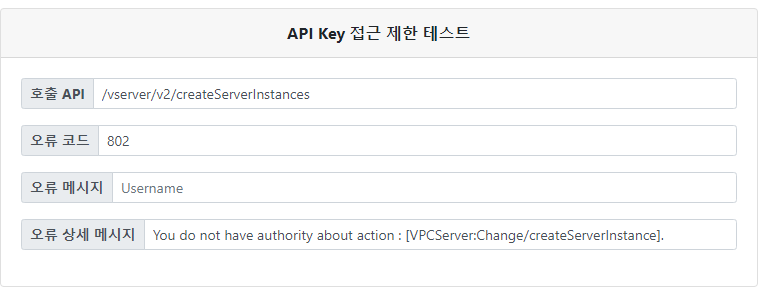 API Key 접근 제한 테스트
호출 API /vserver/v2/createServerInstances
오류 코드 802
오류 메시지 Username
오류 상세 메시지 You do not have authority about action : [VPCServer:Change/createServerInstance].